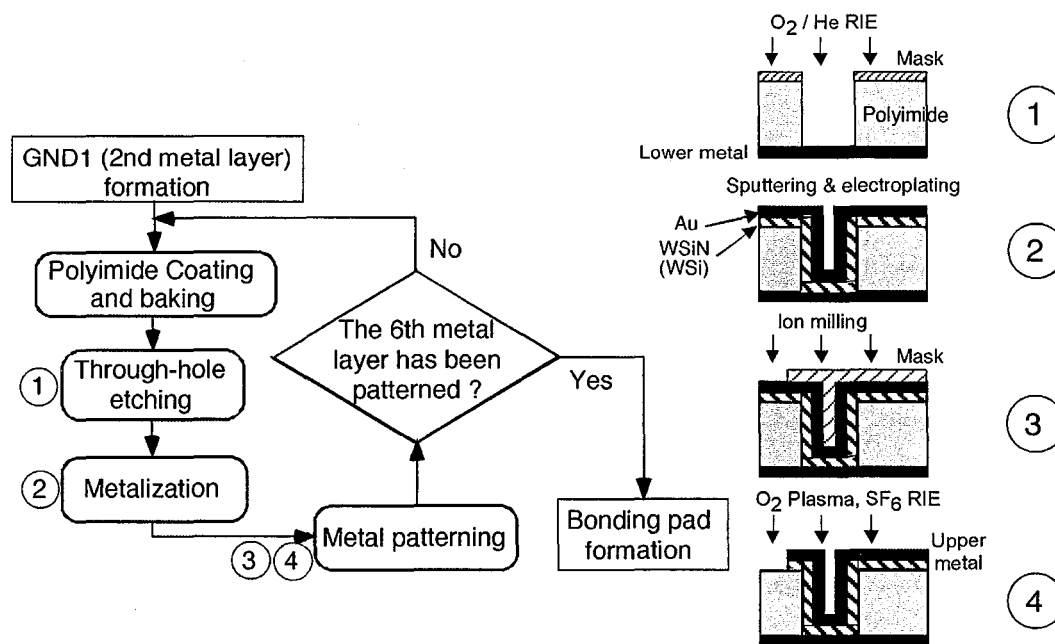 GND1 (2nd metal layer)
formation
No
Polyimide Coating
and baking
The 6th metal
layer has been
patterned ?
Yes
1
Through-hole
etching
2
Metalization
3 4
Metal patterning
Bonding pad
formation
O2 / He RIE
Mask
Polyimide
1
Lower metal
Sputtering & electroplating
Au
WSiN
(WSi)
2
Ion milling
Mask
3
O2 Plasma, SF6 RIE
Upper
metal
4